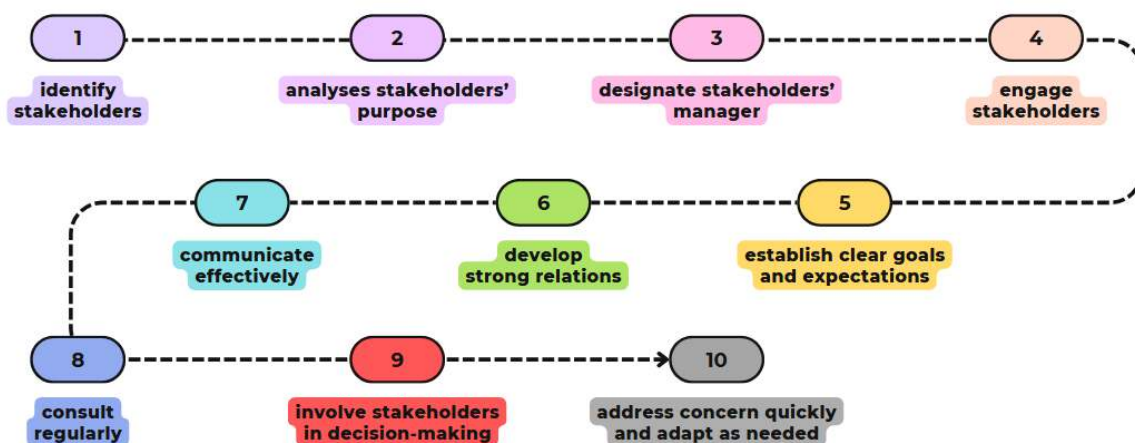 1
identify
stakeholders
2
analyses stakeholders’
purpose
3
designate stakeholders’
manager
4
engage
stakeholders
5
establish clear goals
and expectations
6
develop
strong relations
7
communicate
effectively
8
consult
regularly
9
involve stakeholders
in decision-making
10
address concern quickly
and adapt as needed